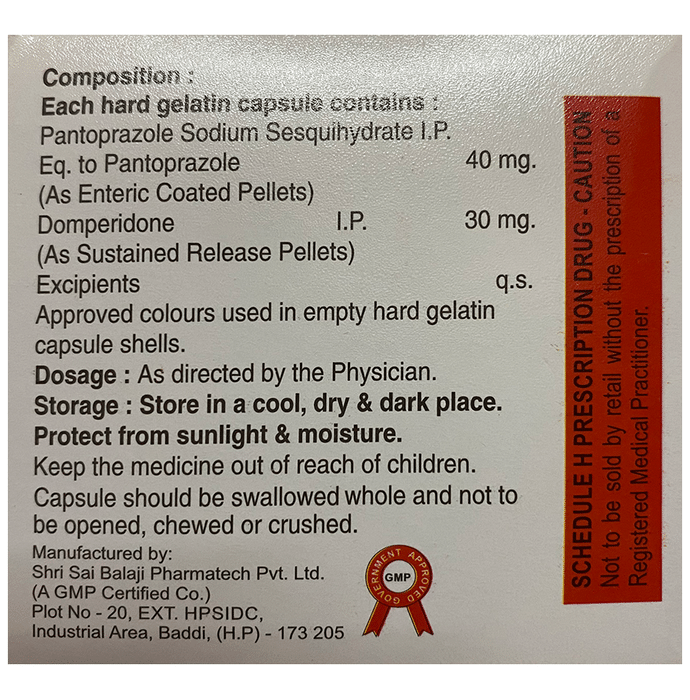 Composition :
Each hard gelatin capsule contains :
Pantoprazole Sodium Sesquihydrate I.P.
Eq. to Pantoprazole 40 mg.
(As Enteric Coated Pellets)
Domperidone I.P. 30 mg.
(As Sustained Release Pellets)
Excipients q.s.
Approved colours used in empty hard gelatin
capsule shells.
Dosage : As directed by the Physician.
Storage : Store in a cool, dry & dark place.
Protect from sunlight & moisture.
Keep the medicine out of reach of children.
Capsule should be swallowed whole and not to
be opened, chewed or crushed.
Manufactured by:
Shri Sai Balaji Pharmatech Pvt. Ltd.
(A GMP Certified Co.)
Plot No - 20, EXT. HPSIDC,
Industrial Area, Baddi, (H.P) - 173 205
GOVERNMENT APPROVED
GMP
SCHEDULE H PRESCRIPTION DRUG - CAUTION
Not to be sold by retail without the prescription of a
Registered Medical Practitioner.